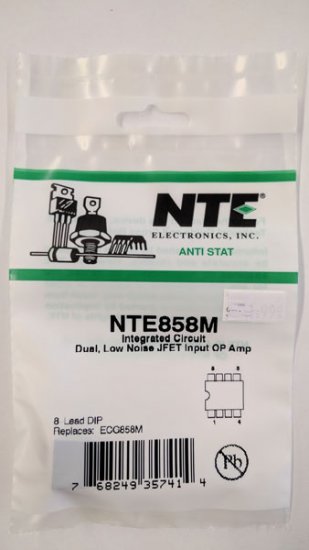 NTE®
ELECTRONICS, INC.
ANTI STAT
NTE858M
Integrated Circuit
Dual, Low Noise JFET Input OP Amp
8 Lead DIP
Replaces: ECG858M
8 5
1 4
Pb
7 68249 35741 4